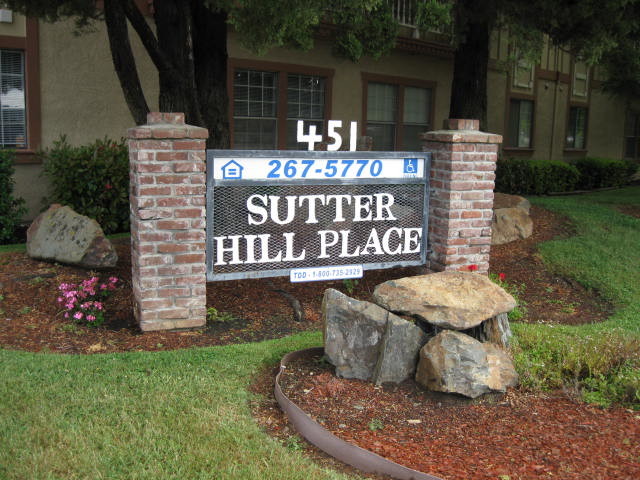 451
267-5770
SUTTER
HILL PLACE
TDD - 1-800-735-2929